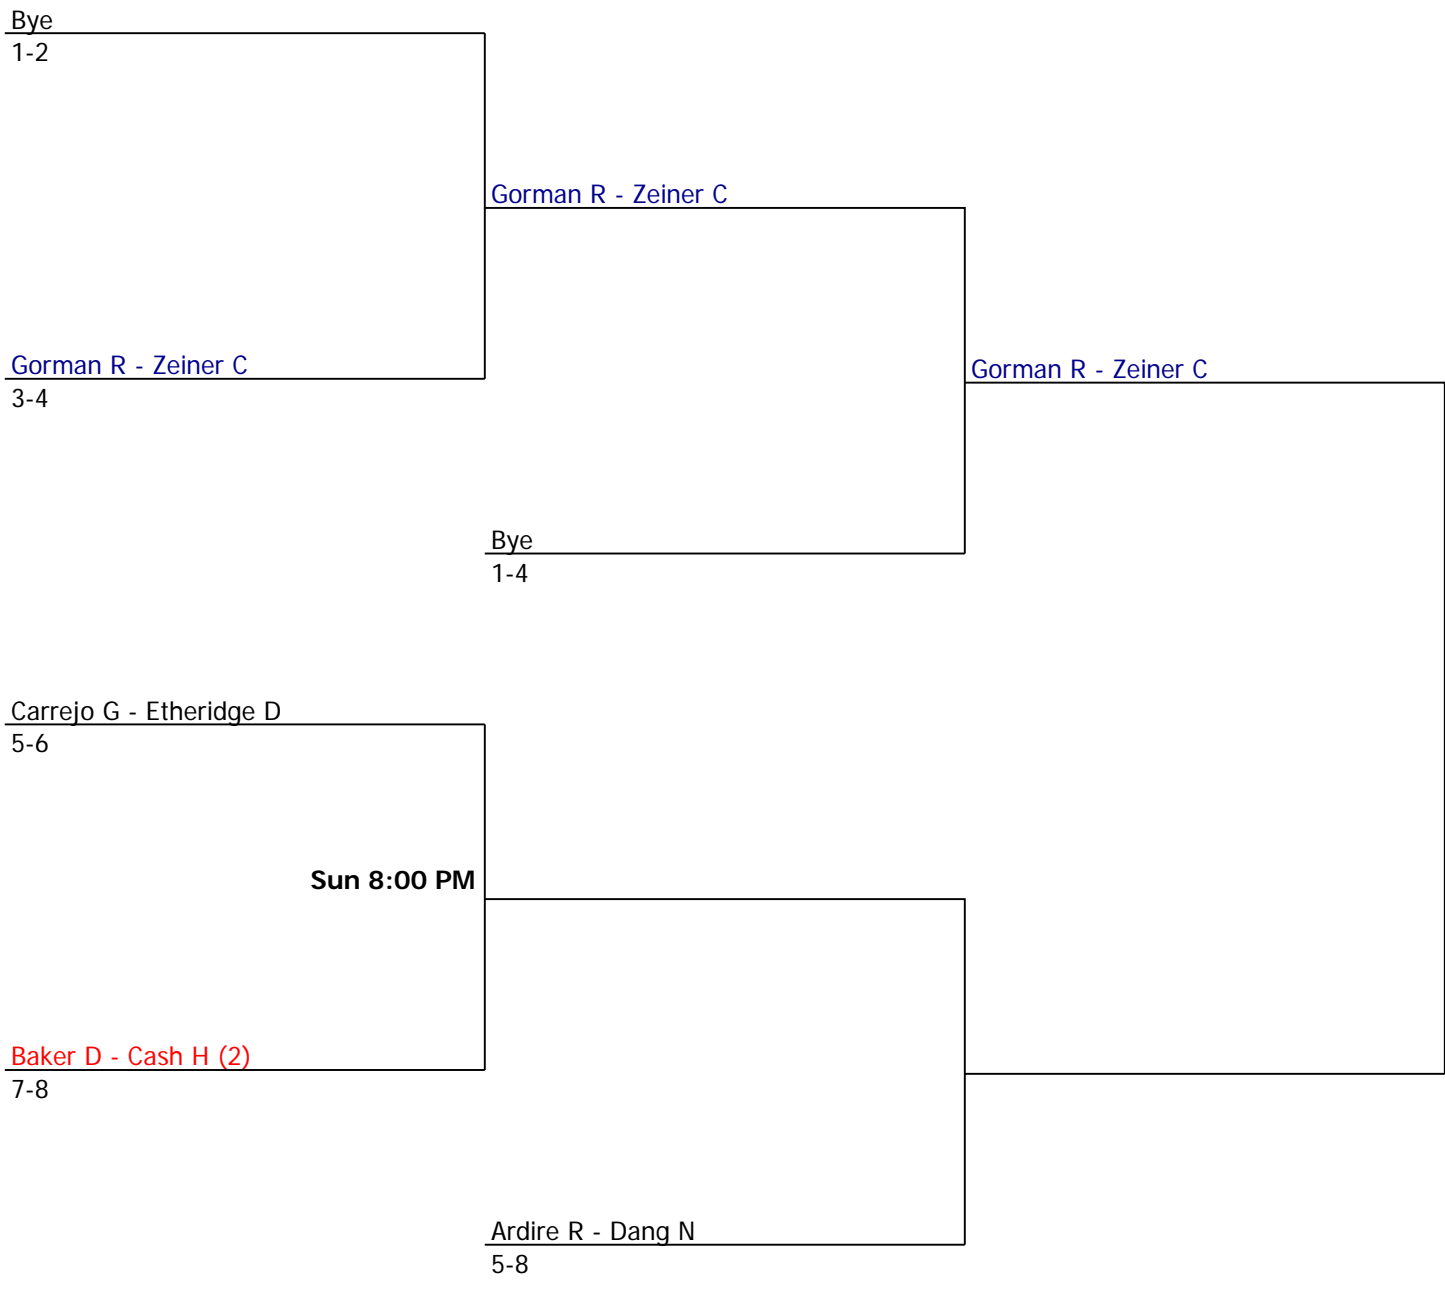 Bye
1-2
Gorman R - Zeiner C
Gorman R - Zeiner C
3-4
Gorman R - Zeiner C
Bye
1-4
Carrejo G - Etheridge D
5-6
Sun 8:00 PM
Baker D - Cash H (2)
7-8
Ardire R - Dang N
5-8